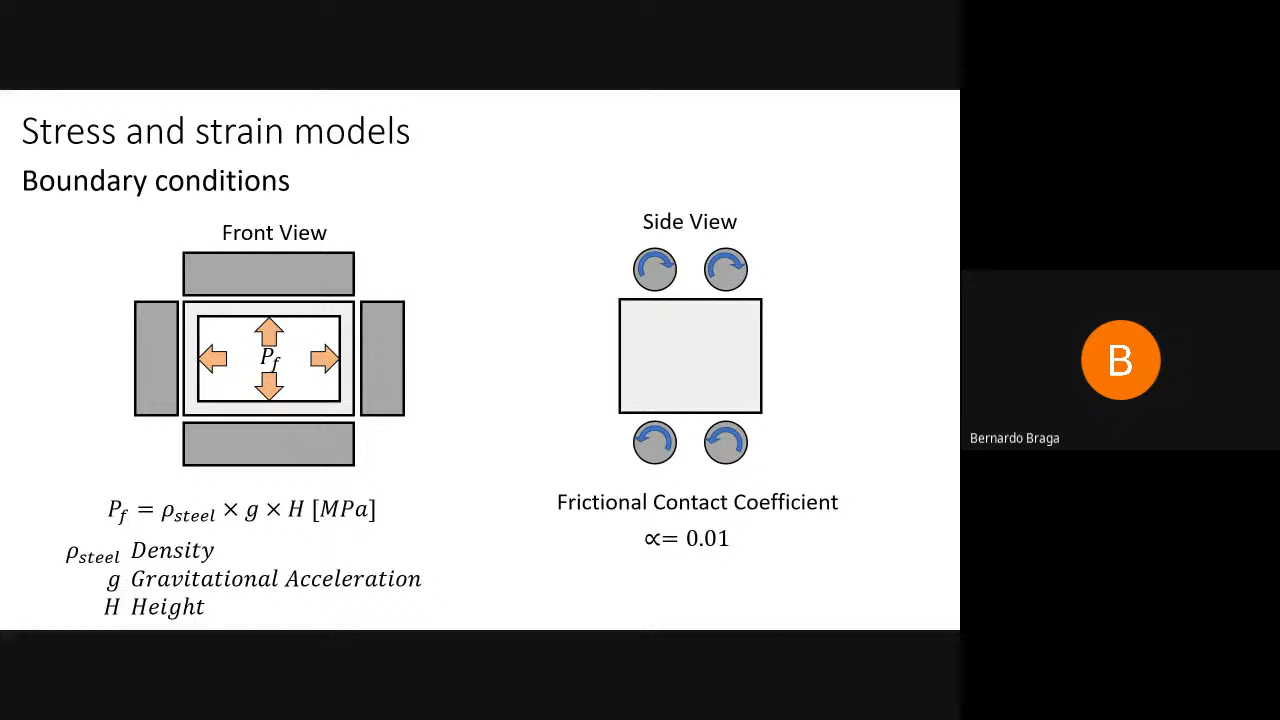 Stress and strain models
Boundary conditions
Front View
P_f
P_f = ρ_steel × g × H [MPa]
ρ_steel Density
g Gravitational Acceleration
H Height
Side View
Frictional Contact Coefficient
∝= 0.01
B
Bernardo Braga